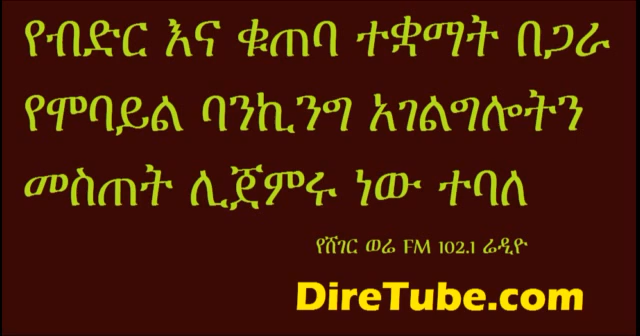 የብድር እና ቁጠባ ተቋማት በጋራ
የሞባይል ባንኪንግ አገልግሎትን
መስጠት ሊጀምሩ ነው ተባለ
የሸገር ወሬ FM 102.1 ሬዲዮ
DireTube.com